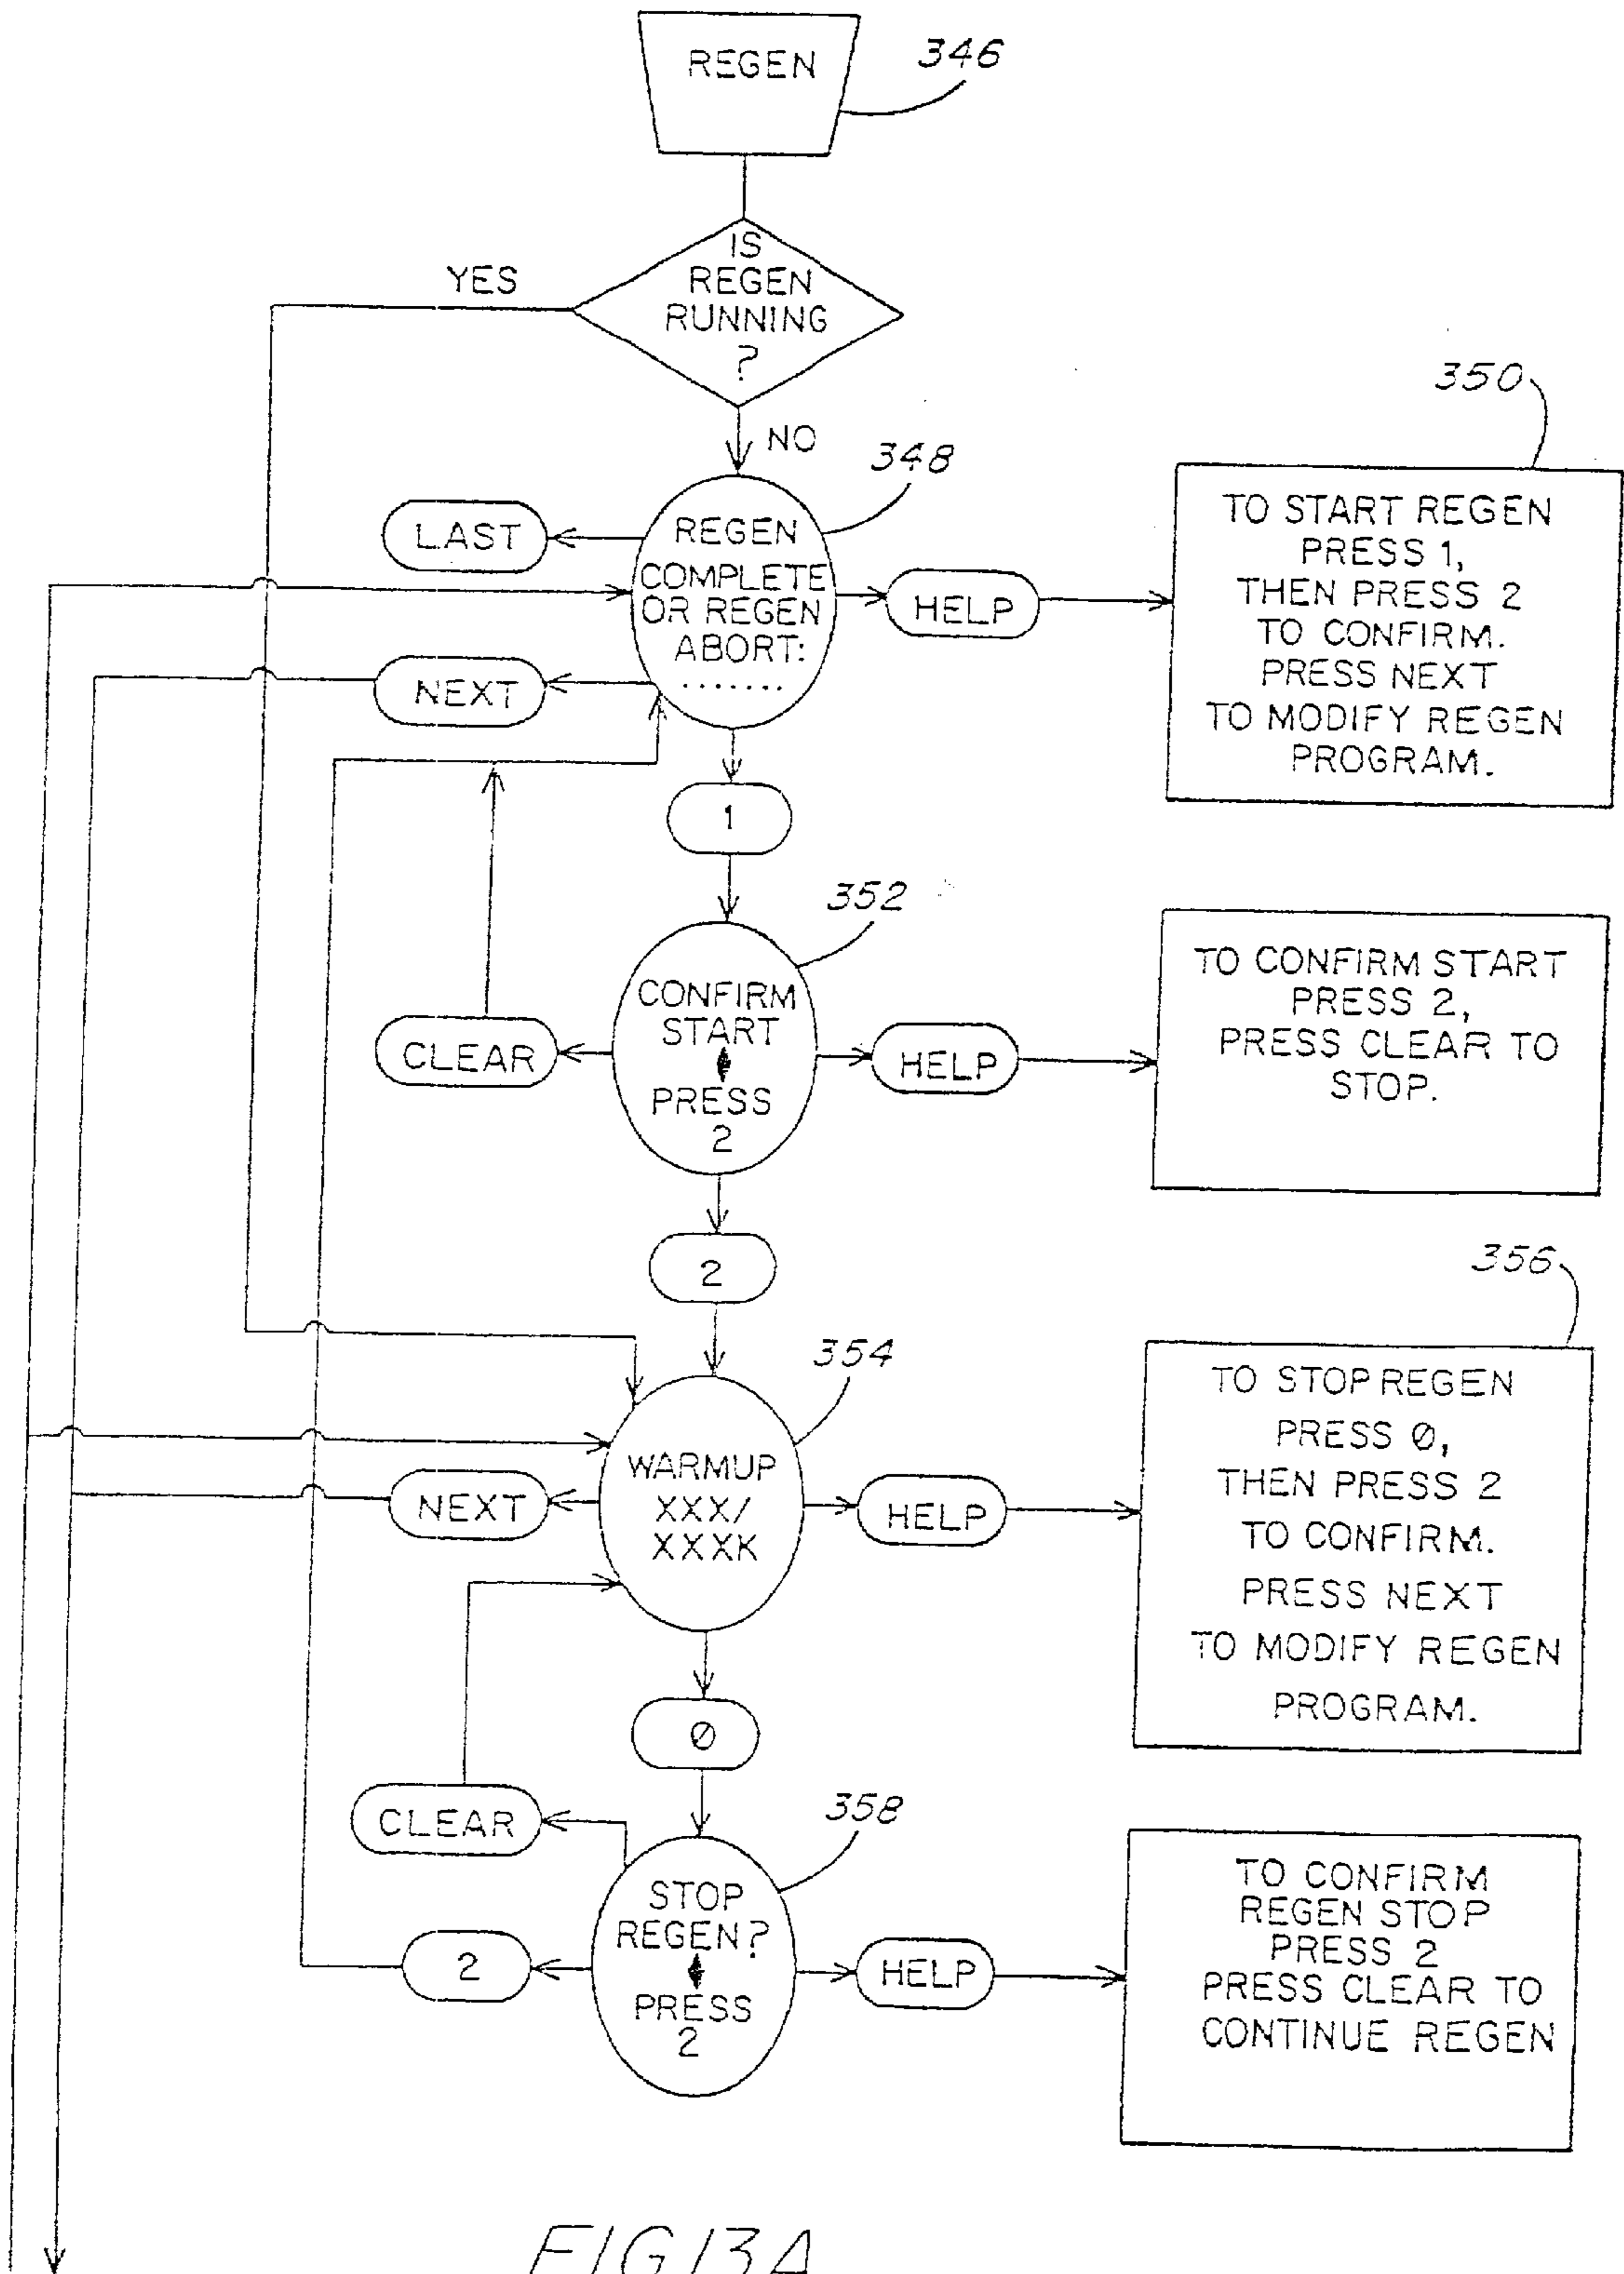 REGEN
346
IS
REGEN
RUNNING
?
YES
NO
348
350
LAST
REGEN
COMPLETE
OR REGEN
ABORT:
.......
HELP
NEXT
TO START REGEN
PRESS 1,
THEN PRESS 2
TO CONFIRM.
PRESS NEXT
TO MODIFY REGEN
PROGRAM.
1
352
CLEAR
CONFIRM
START
PRESS
2
HELP
TO CONFIRM START
PRESS 2,
PRESS CLEAR TO
STOP.
2
354
356
NEXT
WARMUP
XXX/
XXXK
HELP
TO STOP REGEN
PRESS 0,
THEN PRESS 2
TO CONFIRM.
PRESS NEXT
TO MODIFY REGEN
PROGRAM.
0
358
CLEAR
2
STOP
REGEN?
PRESS
2
HELP
TO CONFIRM
REGEN STOP
PRESS 2
PRESS CLEAR TO
CONTINUE REGEN
FIG 13A